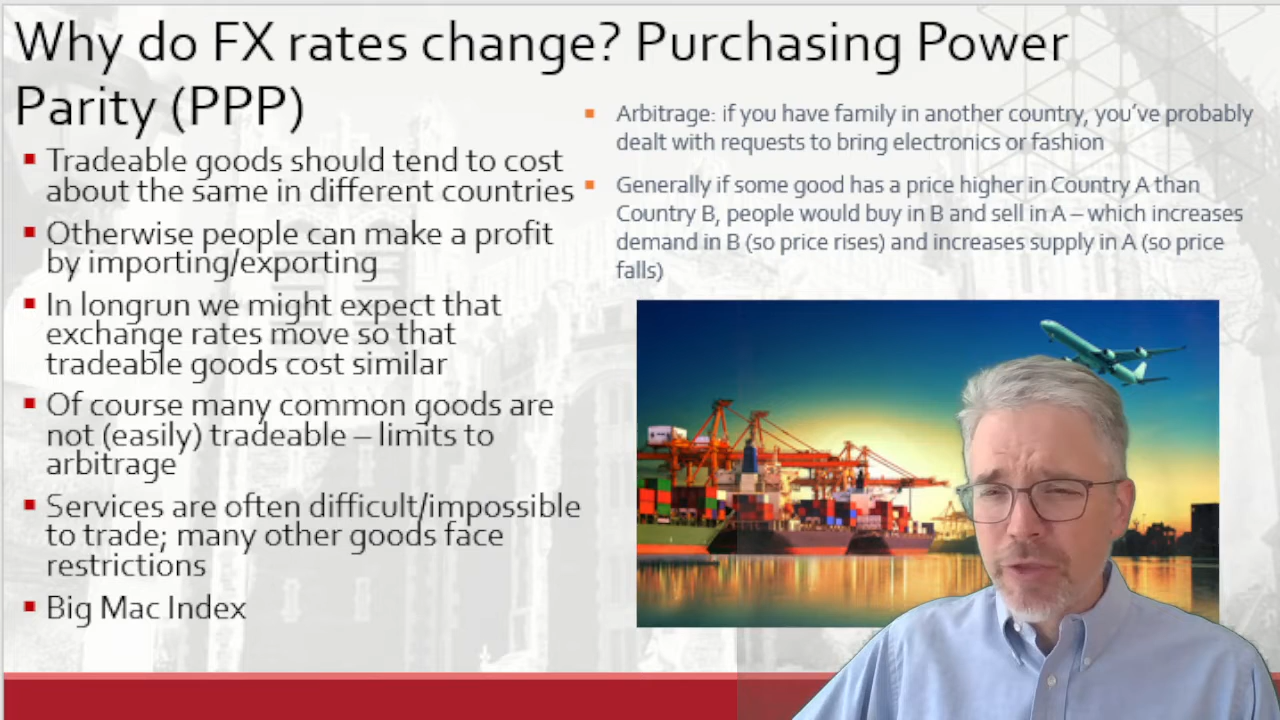 Why do FX rates change? Purchasing Power
Parity (PPP)
Tradeable goods should tend to cost
about the same in different countries
Otherwise people can make a profit
by importing/exporting
In longrun we might expect that
exchange rates move so that
tradeable goods cost similar
Of course many common goods are
not (easily) tradeable – limits to
arbitrage
Services are often difficult/impossible
to trade; many other goods face
restrictions
Big Mac Index
Arbitrage: if you have family in another country, you've probably
dealt with requests to bring electronics or fashion
Generally if some good has a price higher in Country A than
Country B, people would buy in B and sell in A – which increases
demand in B (so price rises) and increases supply in A (so price
falls)